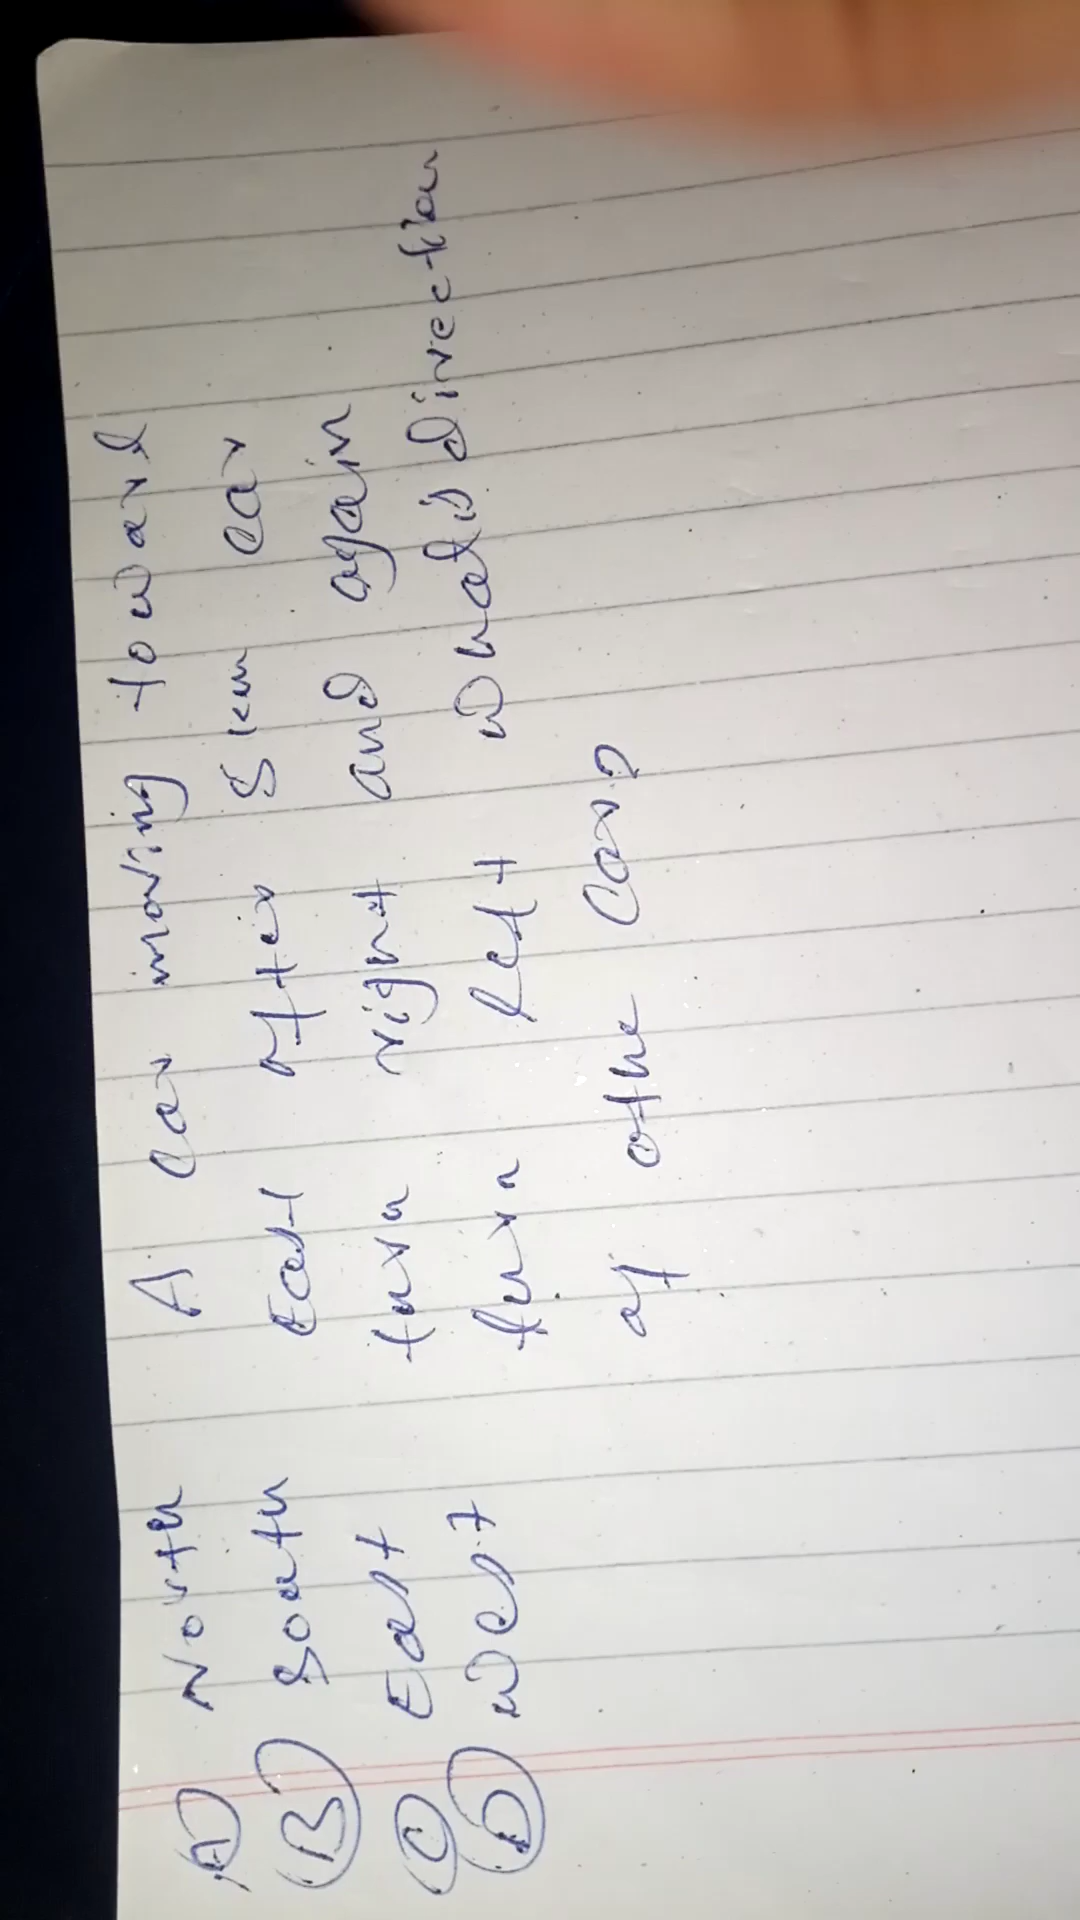 A car moving toward
East after 5 km car
turn right and again
turn left what is direction
of the car?
A) North
B) South
C) East
D) West